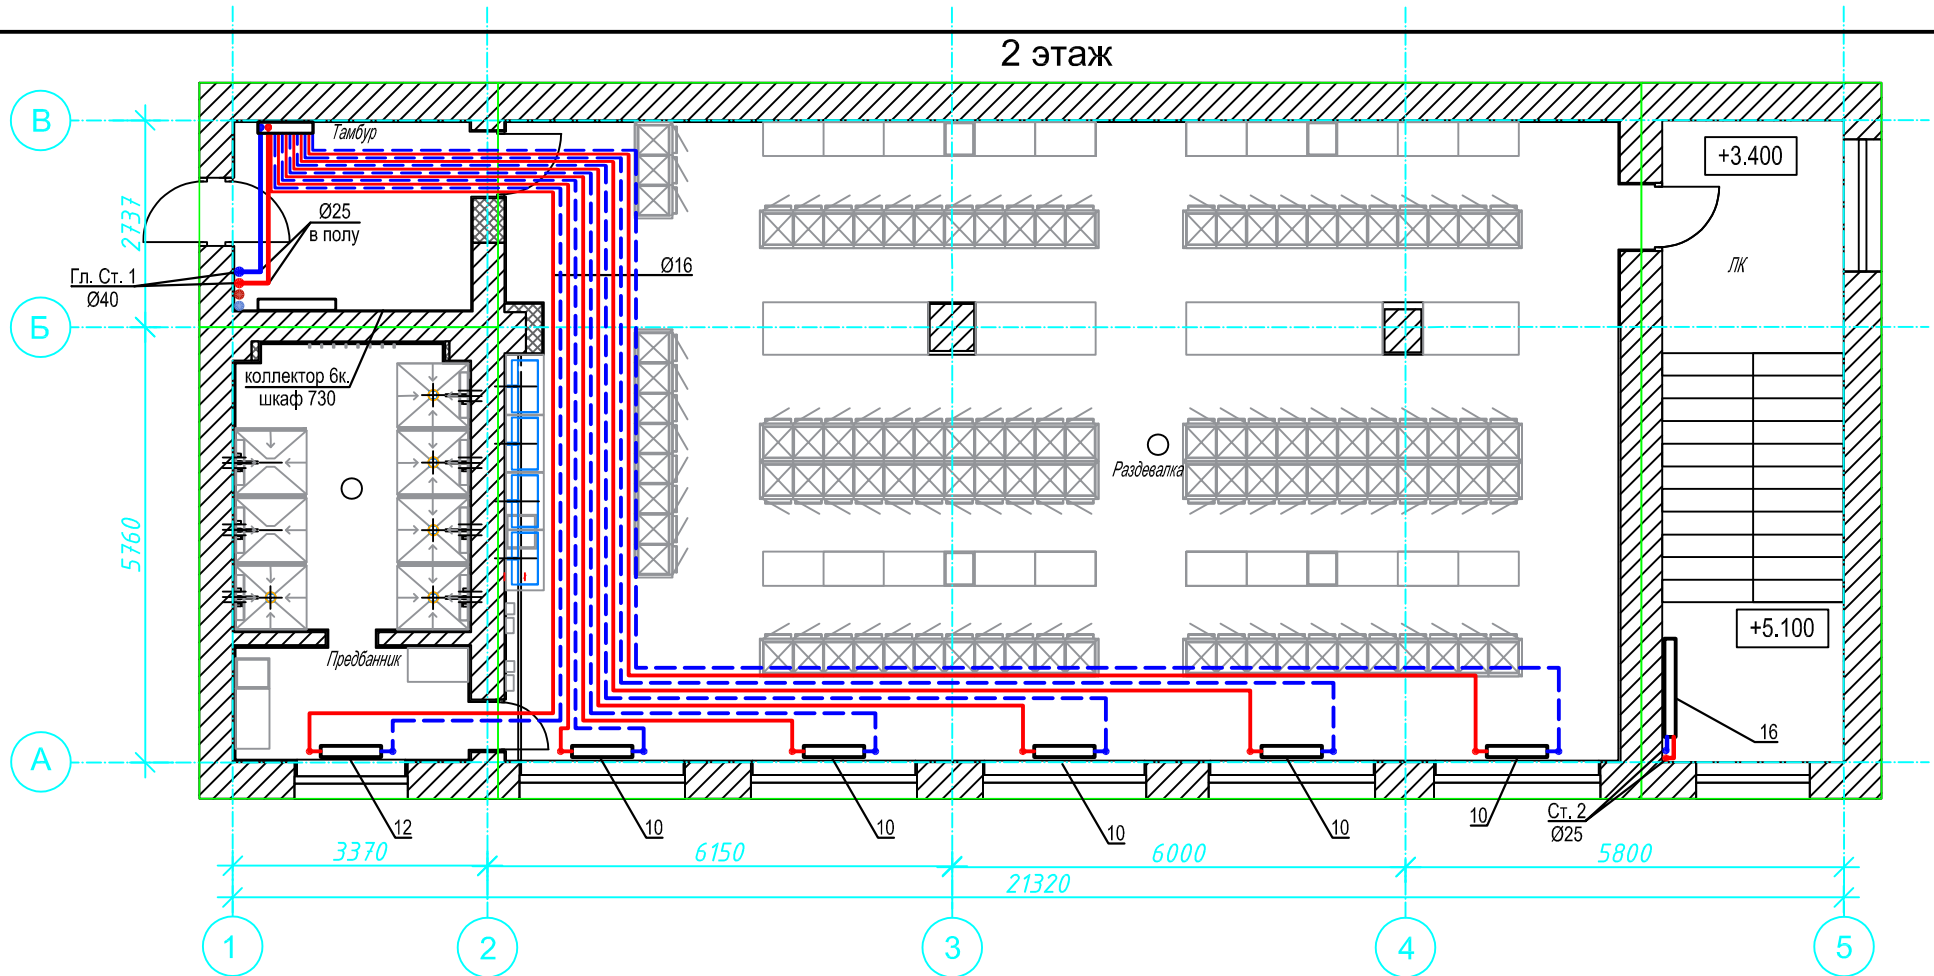 2 этаж
В
Тамбур
+3.400
2737
Ø25
в полу
Ø16
ЛК
Гл. Ст. 1
Ø40
Б
коллектор 6к.
шкаф 730
Раздевалка
5760
+5.100
Предбанник
16
А
12
10
10
10
10
10
Ст. 2
Ø25
3370
6150
6000
5800
21320
1
2
3
4
5